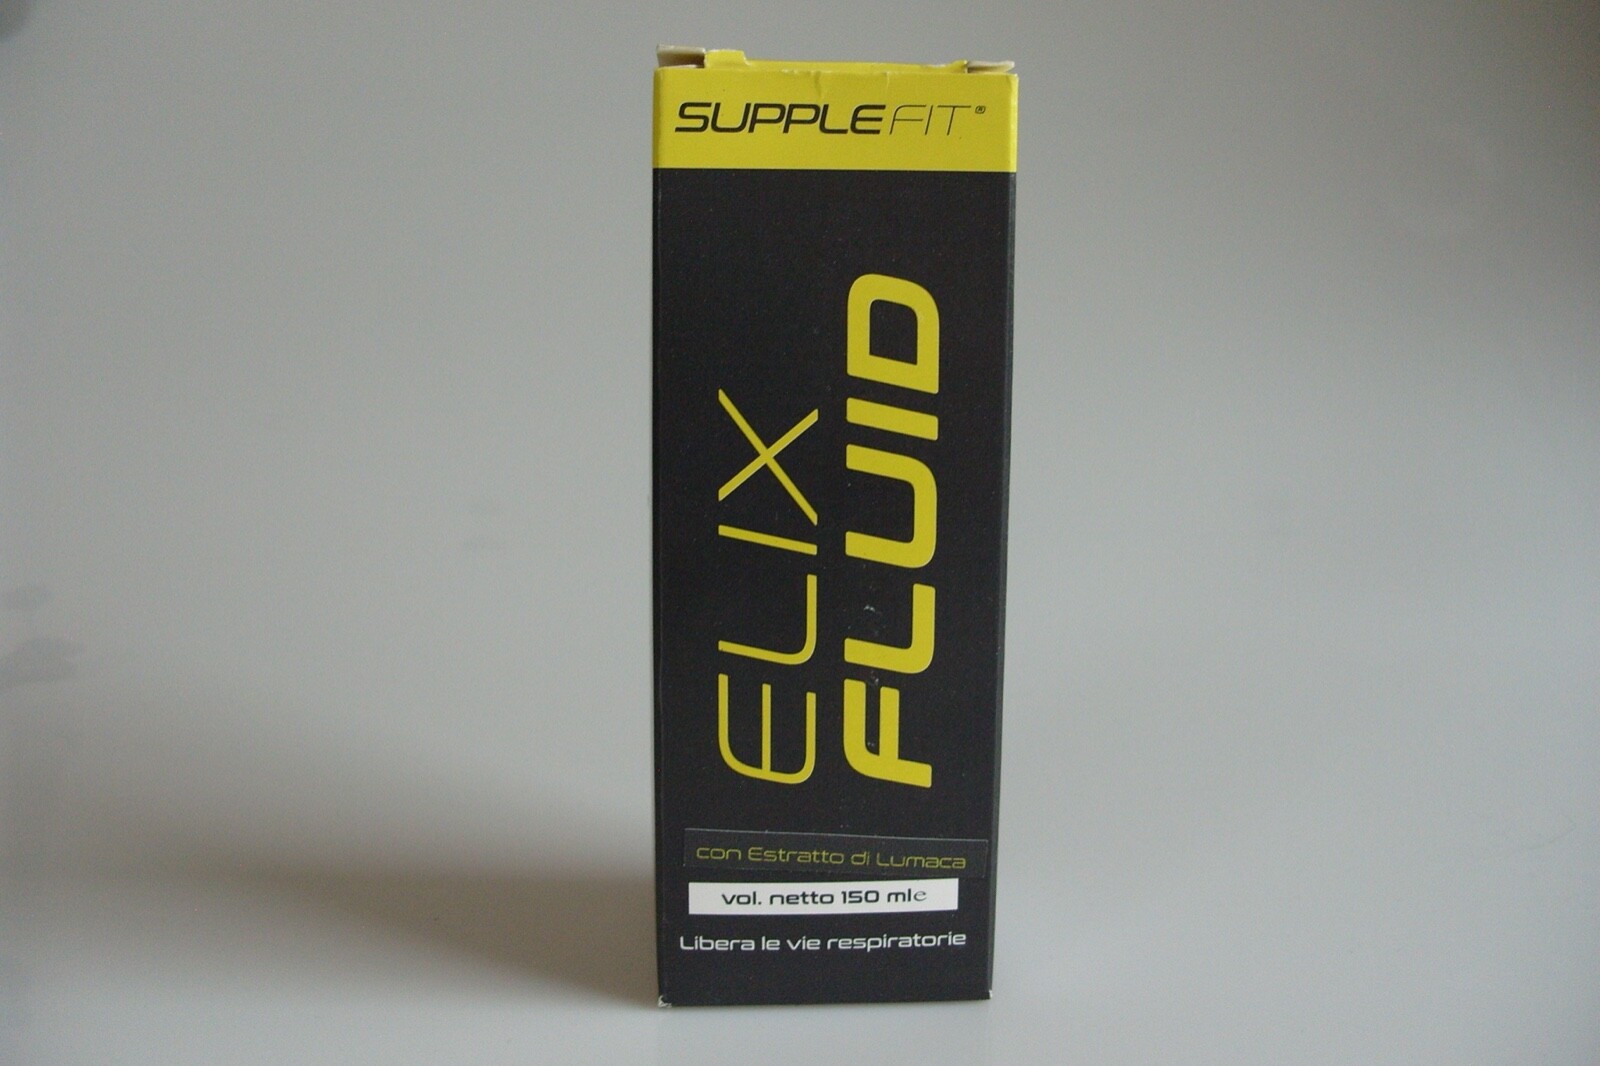 SUPPLEFIT®
ELIX
FLUID
con Estratto di Lumaca
vol. netto 150 ml e
Libera le vie respiratorie